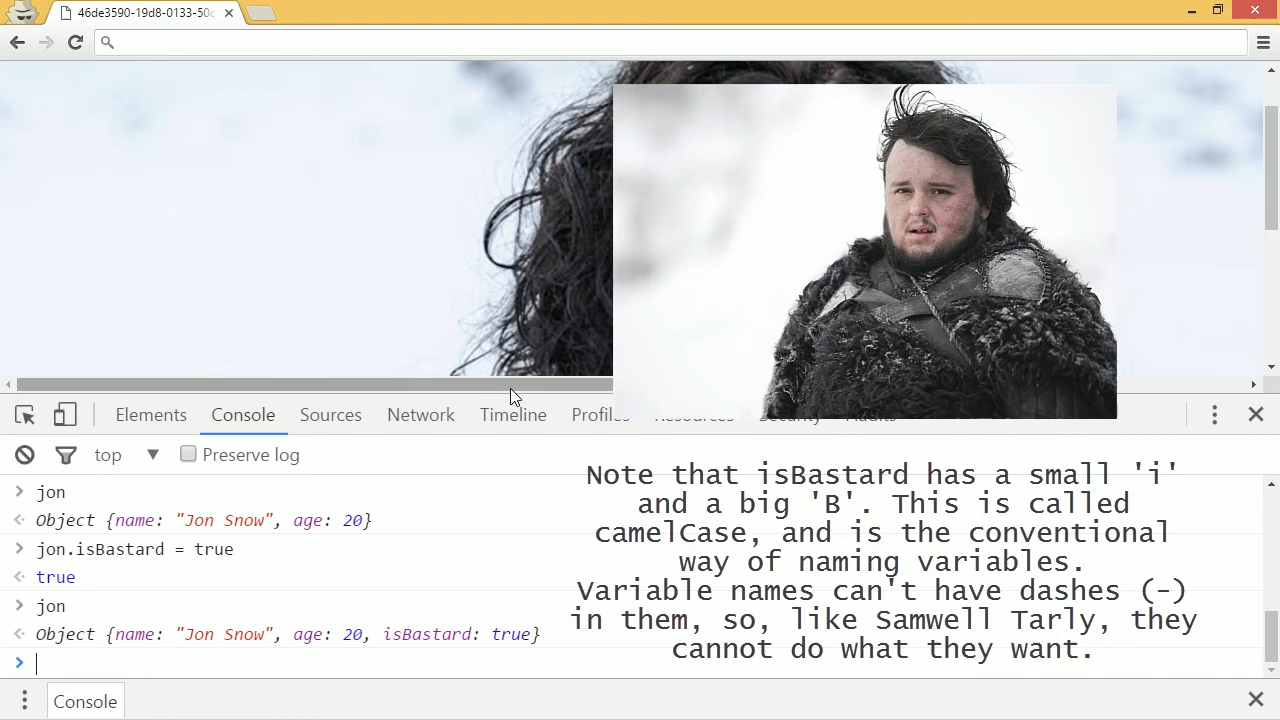 46de3590-19d8-0133-50c
Elements Console Sources Network Timeline Profiles Resources Security Audits
top Preserve log
jon
Object {name: "Jon Snow", age: 20}
jon.isBastard = true
true
jon
Object {name: "Jon Snow", age: 20, isBastard: true}
Note that isBastard has a small 'i'
and a big 'B'. This is called
camelCase, and is the conventional
way of naming variables.
Variable names can't have dashes (-)
in them, so, like Samwell Tarly, they
cannot do what they want.
Console